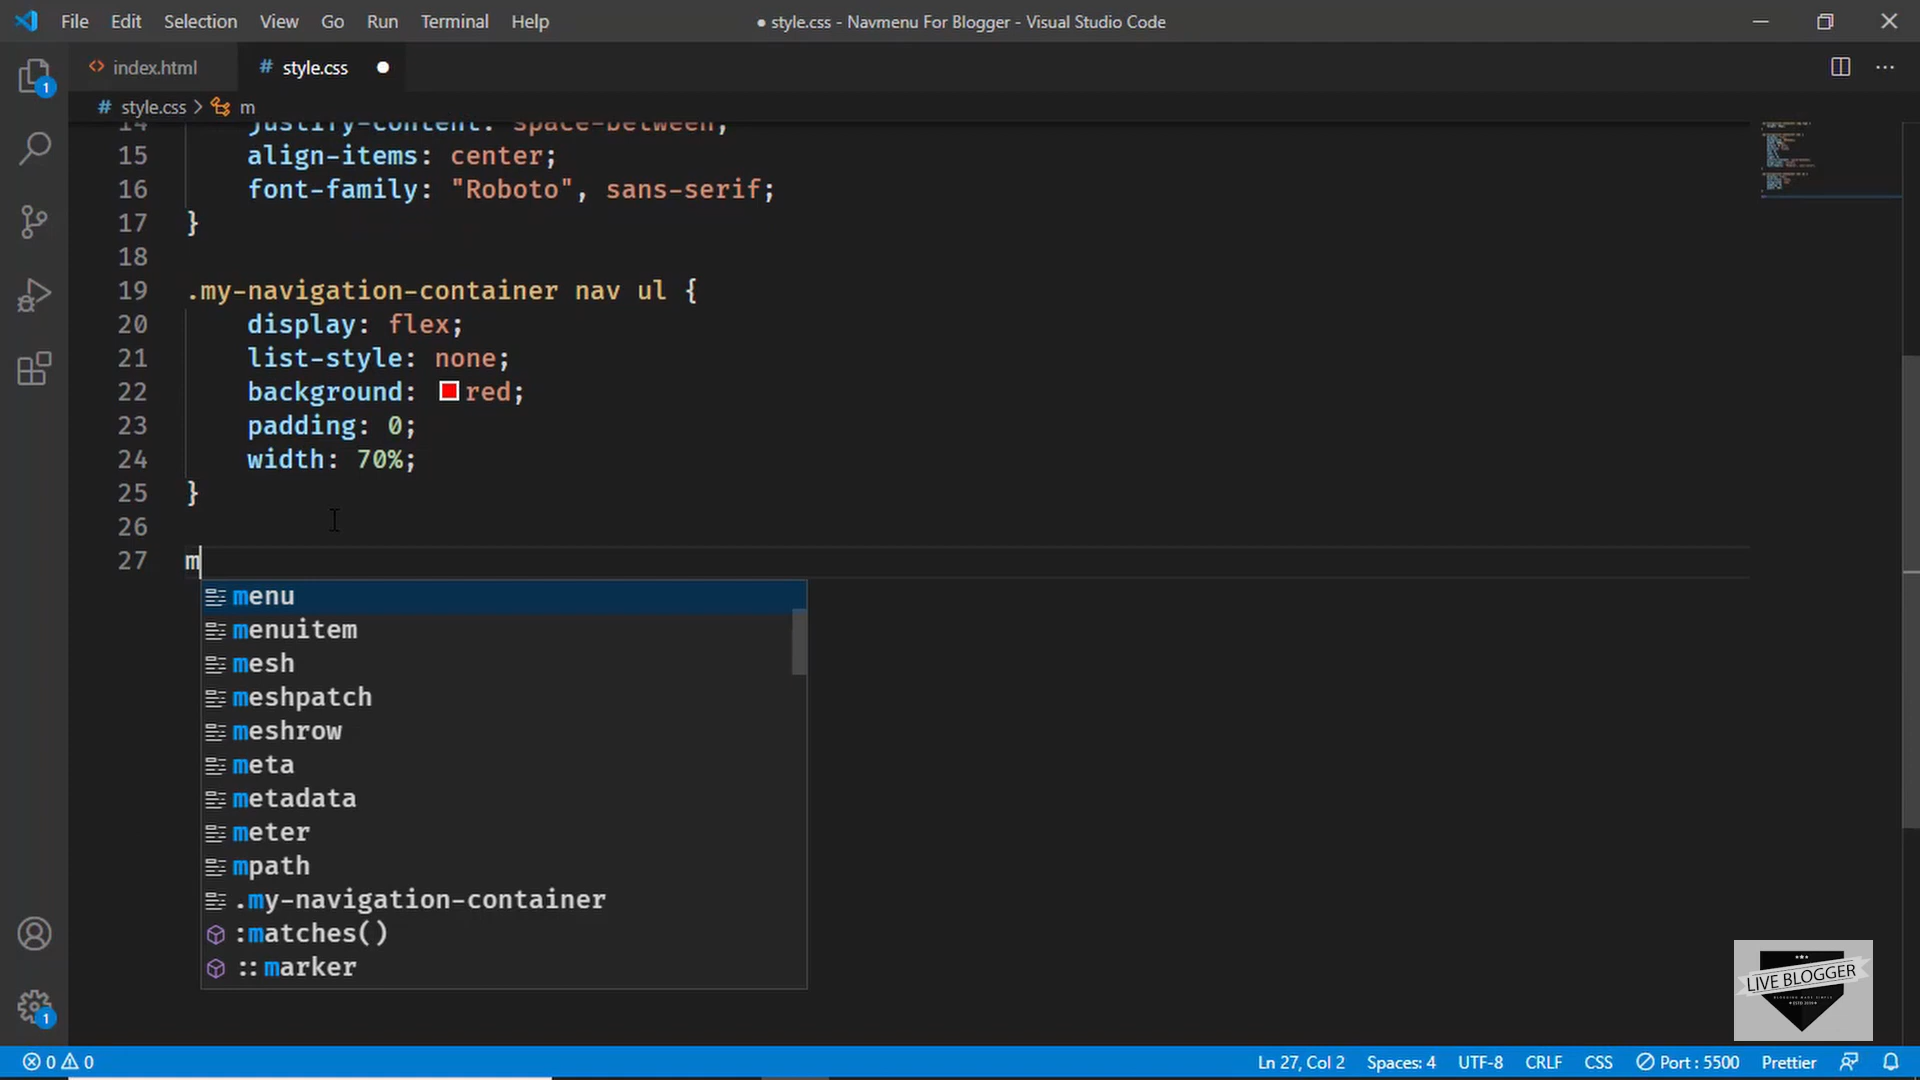 File Edit Selection View Go Run Terminal Help
● style.css - Navmenu For Blogger - Visual Studio Code
index.html
# style.css ●
# style.css > m
14 justify-content: space-between;
15 align-items: center;
16 font-family: "Roboto", sans-serif;
17 }
18
19 .my-navigation-container nav ul {
20 display: flex;
21 list-style: none;
22 background: red;
23 padding: 0;
24 width: 70%;
25 }
26
27 m
menu
menuitem
mesh
meshpatch
meshrow
meta
metadata
meter
mpath
.my-navigation-container
:matches()
::marker
1
1
LIVE BLOGGER
0 0
Ln 27, Col 2 Spaces: 4 UTF-8 CRLF CSS Port : 5500 Prettier